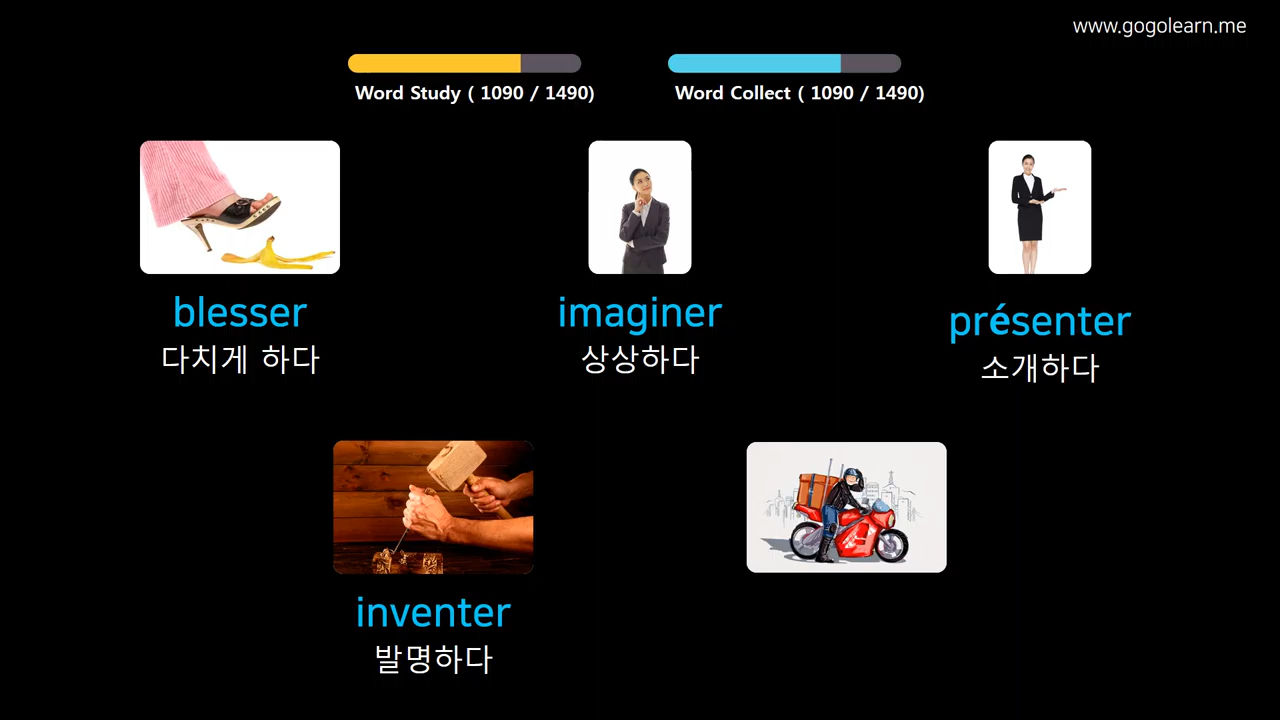 www.gogolearn.me
Word Study ( 1090 / 1490)
Word Collect ( 1090 / 1490)
blesser
다치게 하다
imaginer
상상하다
présenter
소개하다
inventer
발명하다